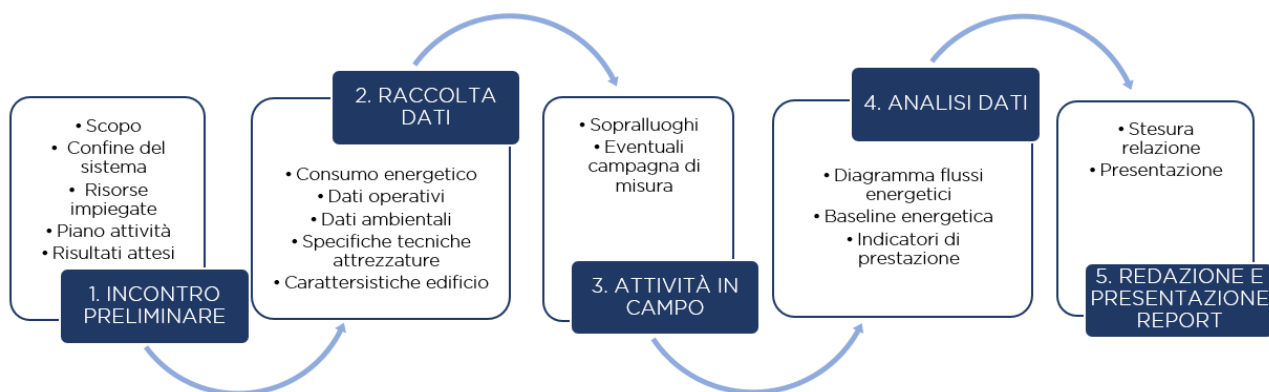 • Scopo
• Confine del
sistema
• Risorse
impiegate
• Piano attività
• Risultati attesi
1. INCONTRO
PRELIMINARE
2. RACCOLTA
DATI
• Consumo energetico
• Dati operativi
• Dati ambientali
• Specifiche tecniche
attrezzature
• Carattersistiche edificio
• Sopralluoghi
• Eventuali
campagna di
misura
3. ATTIVITÀ IN
CAMPO
4. ANALISI DATI
• Diagramma flussi
energetici
• Baseline energetica
• Indicatori di
prestazione
• Stesura
relazione
• Presentazione
5. REDAZIONE E
PRESENTAZIONE
REPORT